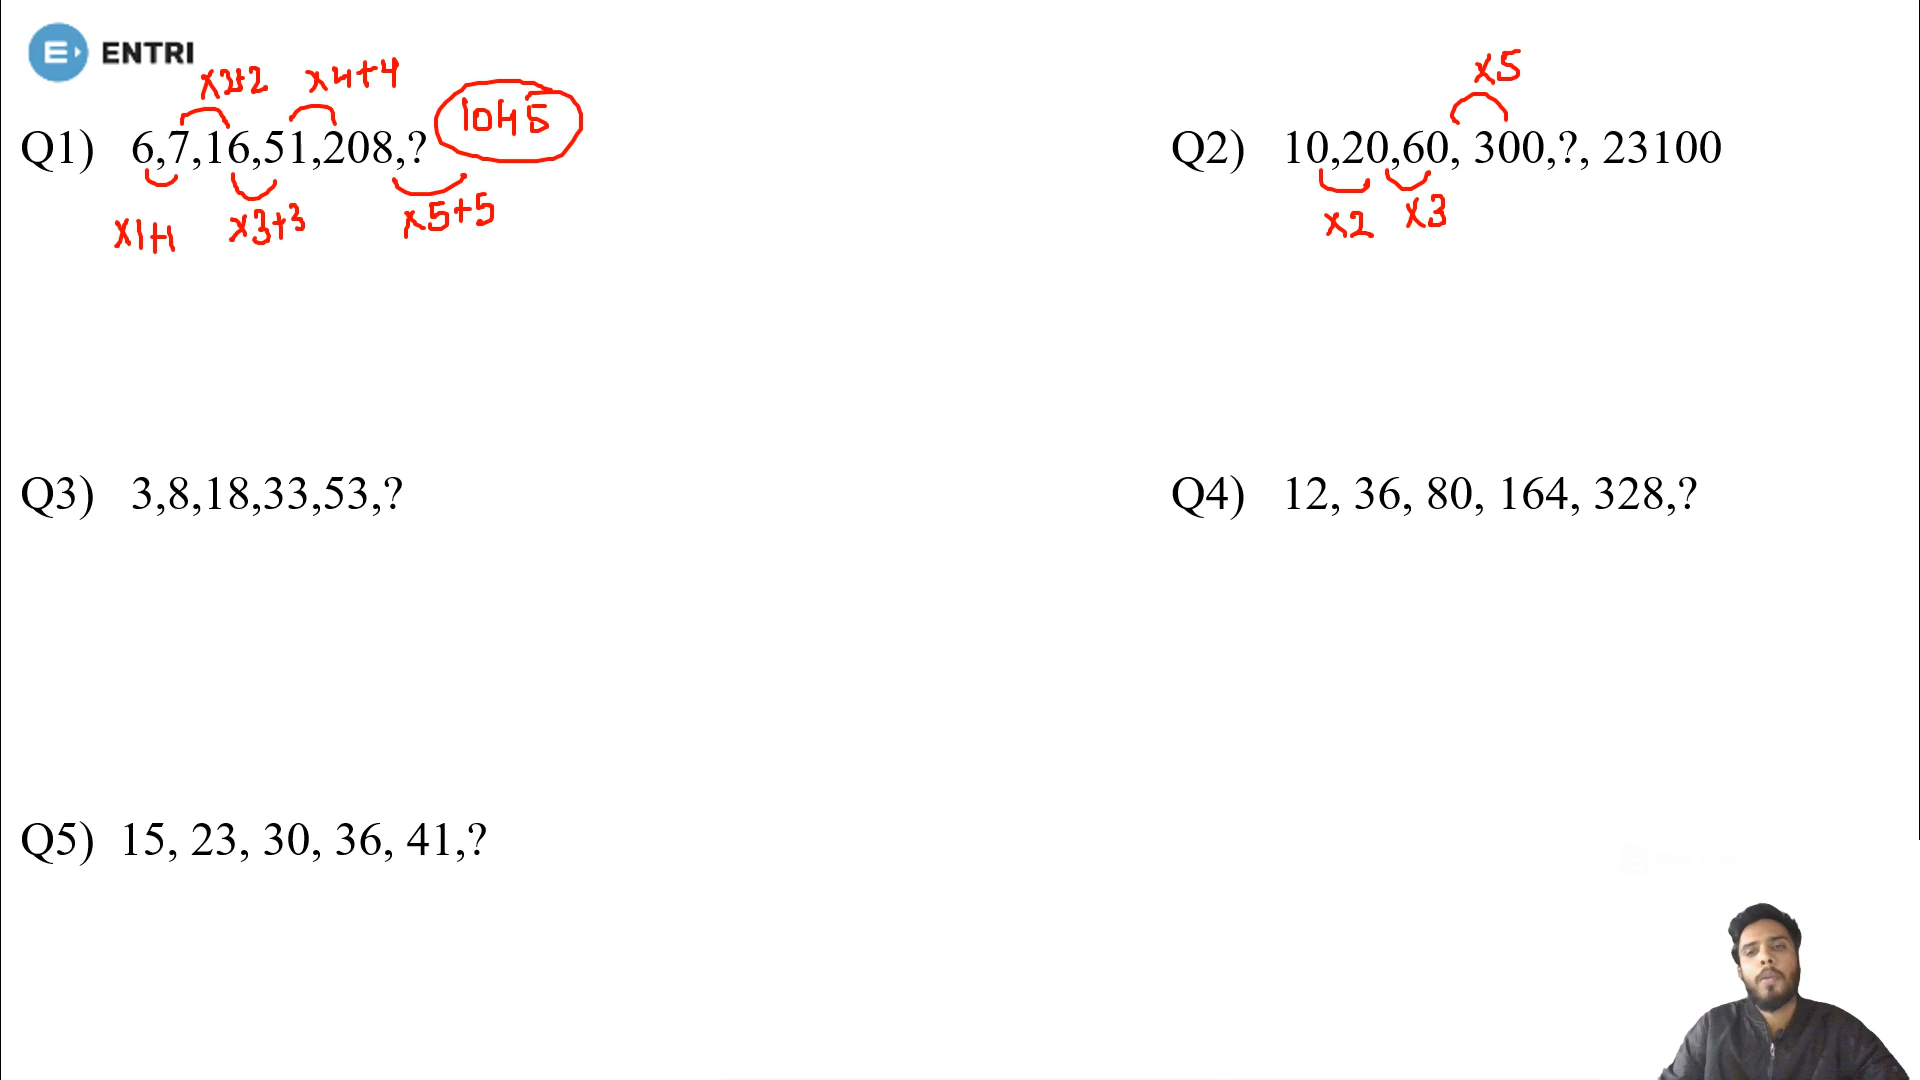 E ENTRI
x2+2 x4+4
Q1) 6,7,16,51,208,? 1045
x1+1 x3+3 x5+5
x5
Q2) 10,20,60, 300,?, 23100
x2 x3
Q3) 3,8,18,33,53,?
Q4) 12, 36, 80, 164, 328,?
Q5) 15, 23, 30, 36, 41,?